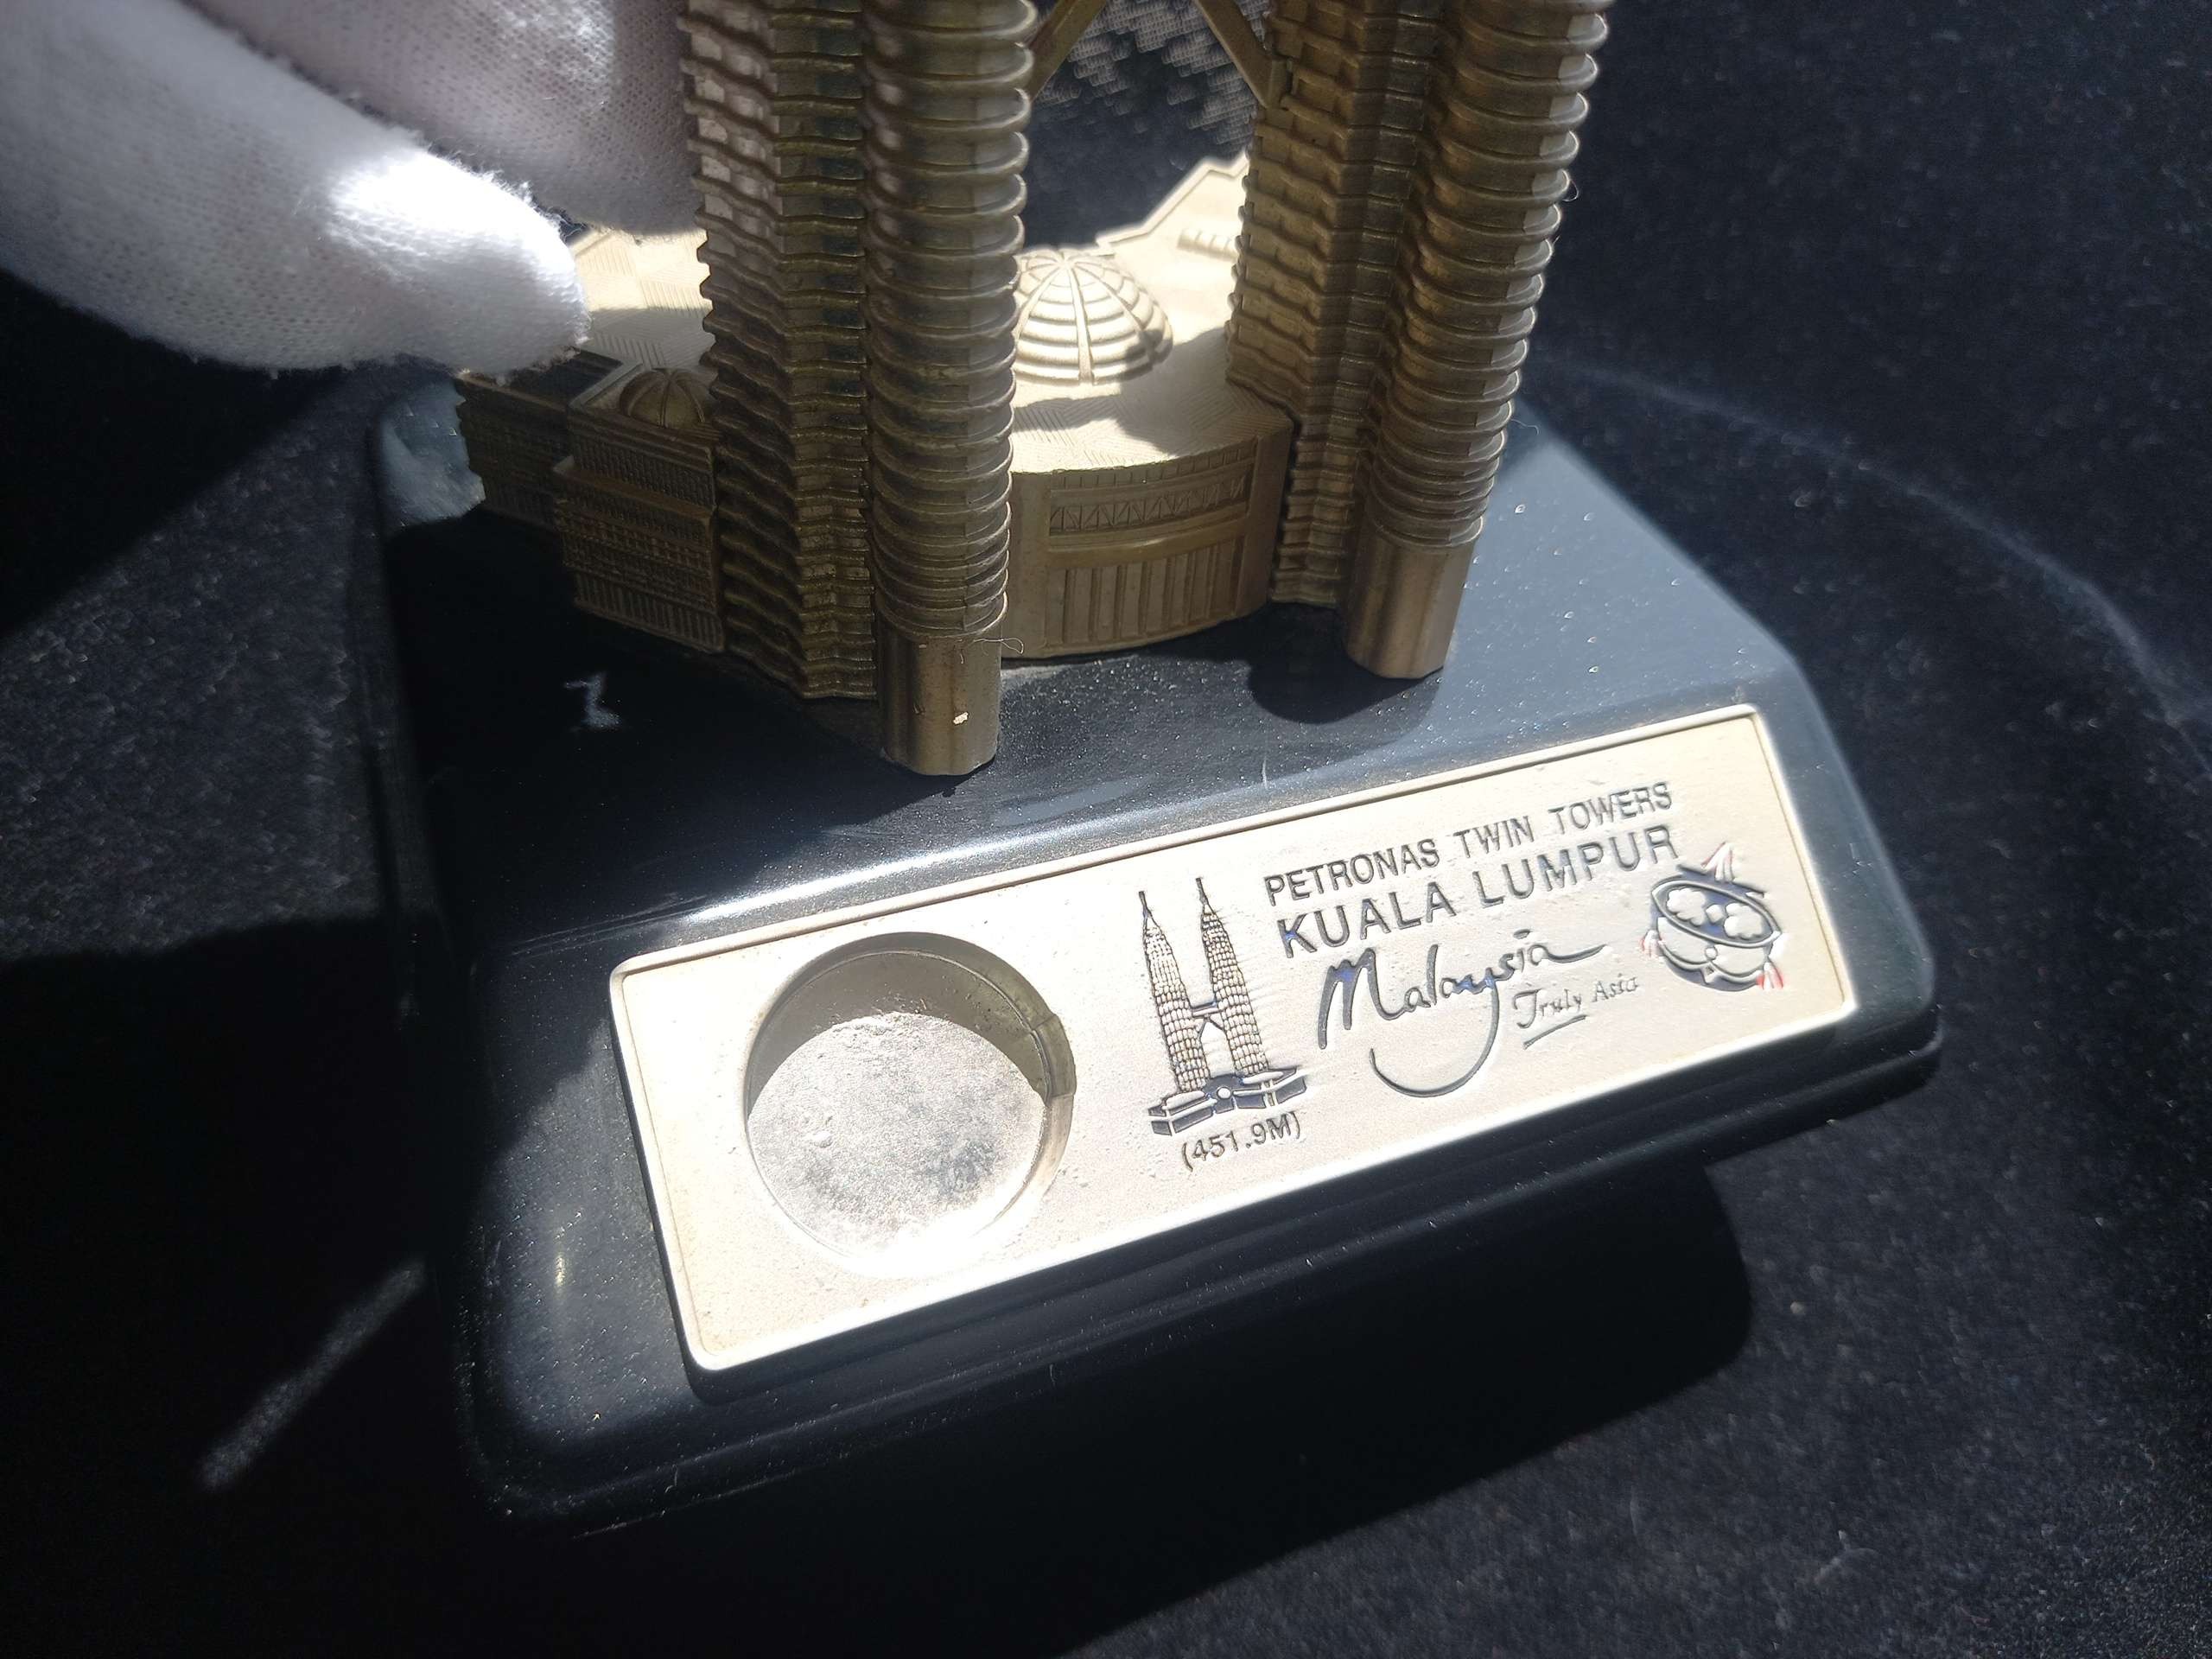 PETRONAS TWIN TOWERS
KUALA LUMPUR
Malaysia
Truly Asia
(451.9M)